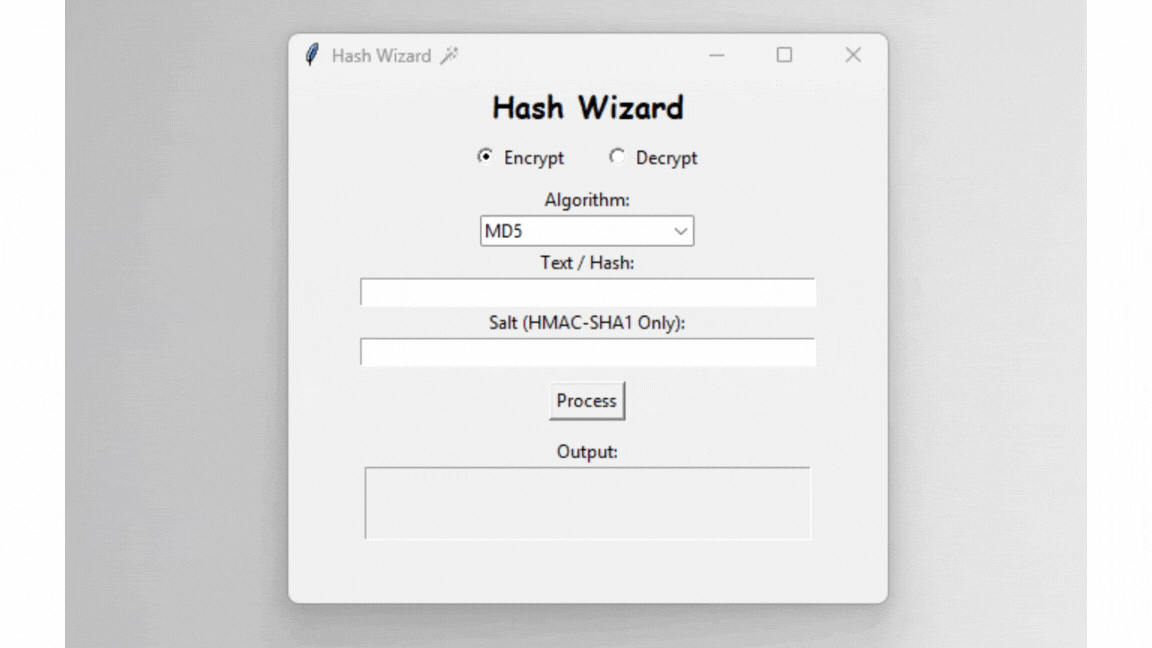 Hash Wizard
Hash Wizard
Encrypt Decrypt
Algorithm:
MD5
Text / Hash:
Salt (HMAC-SHA1 Only):
Process
Output: